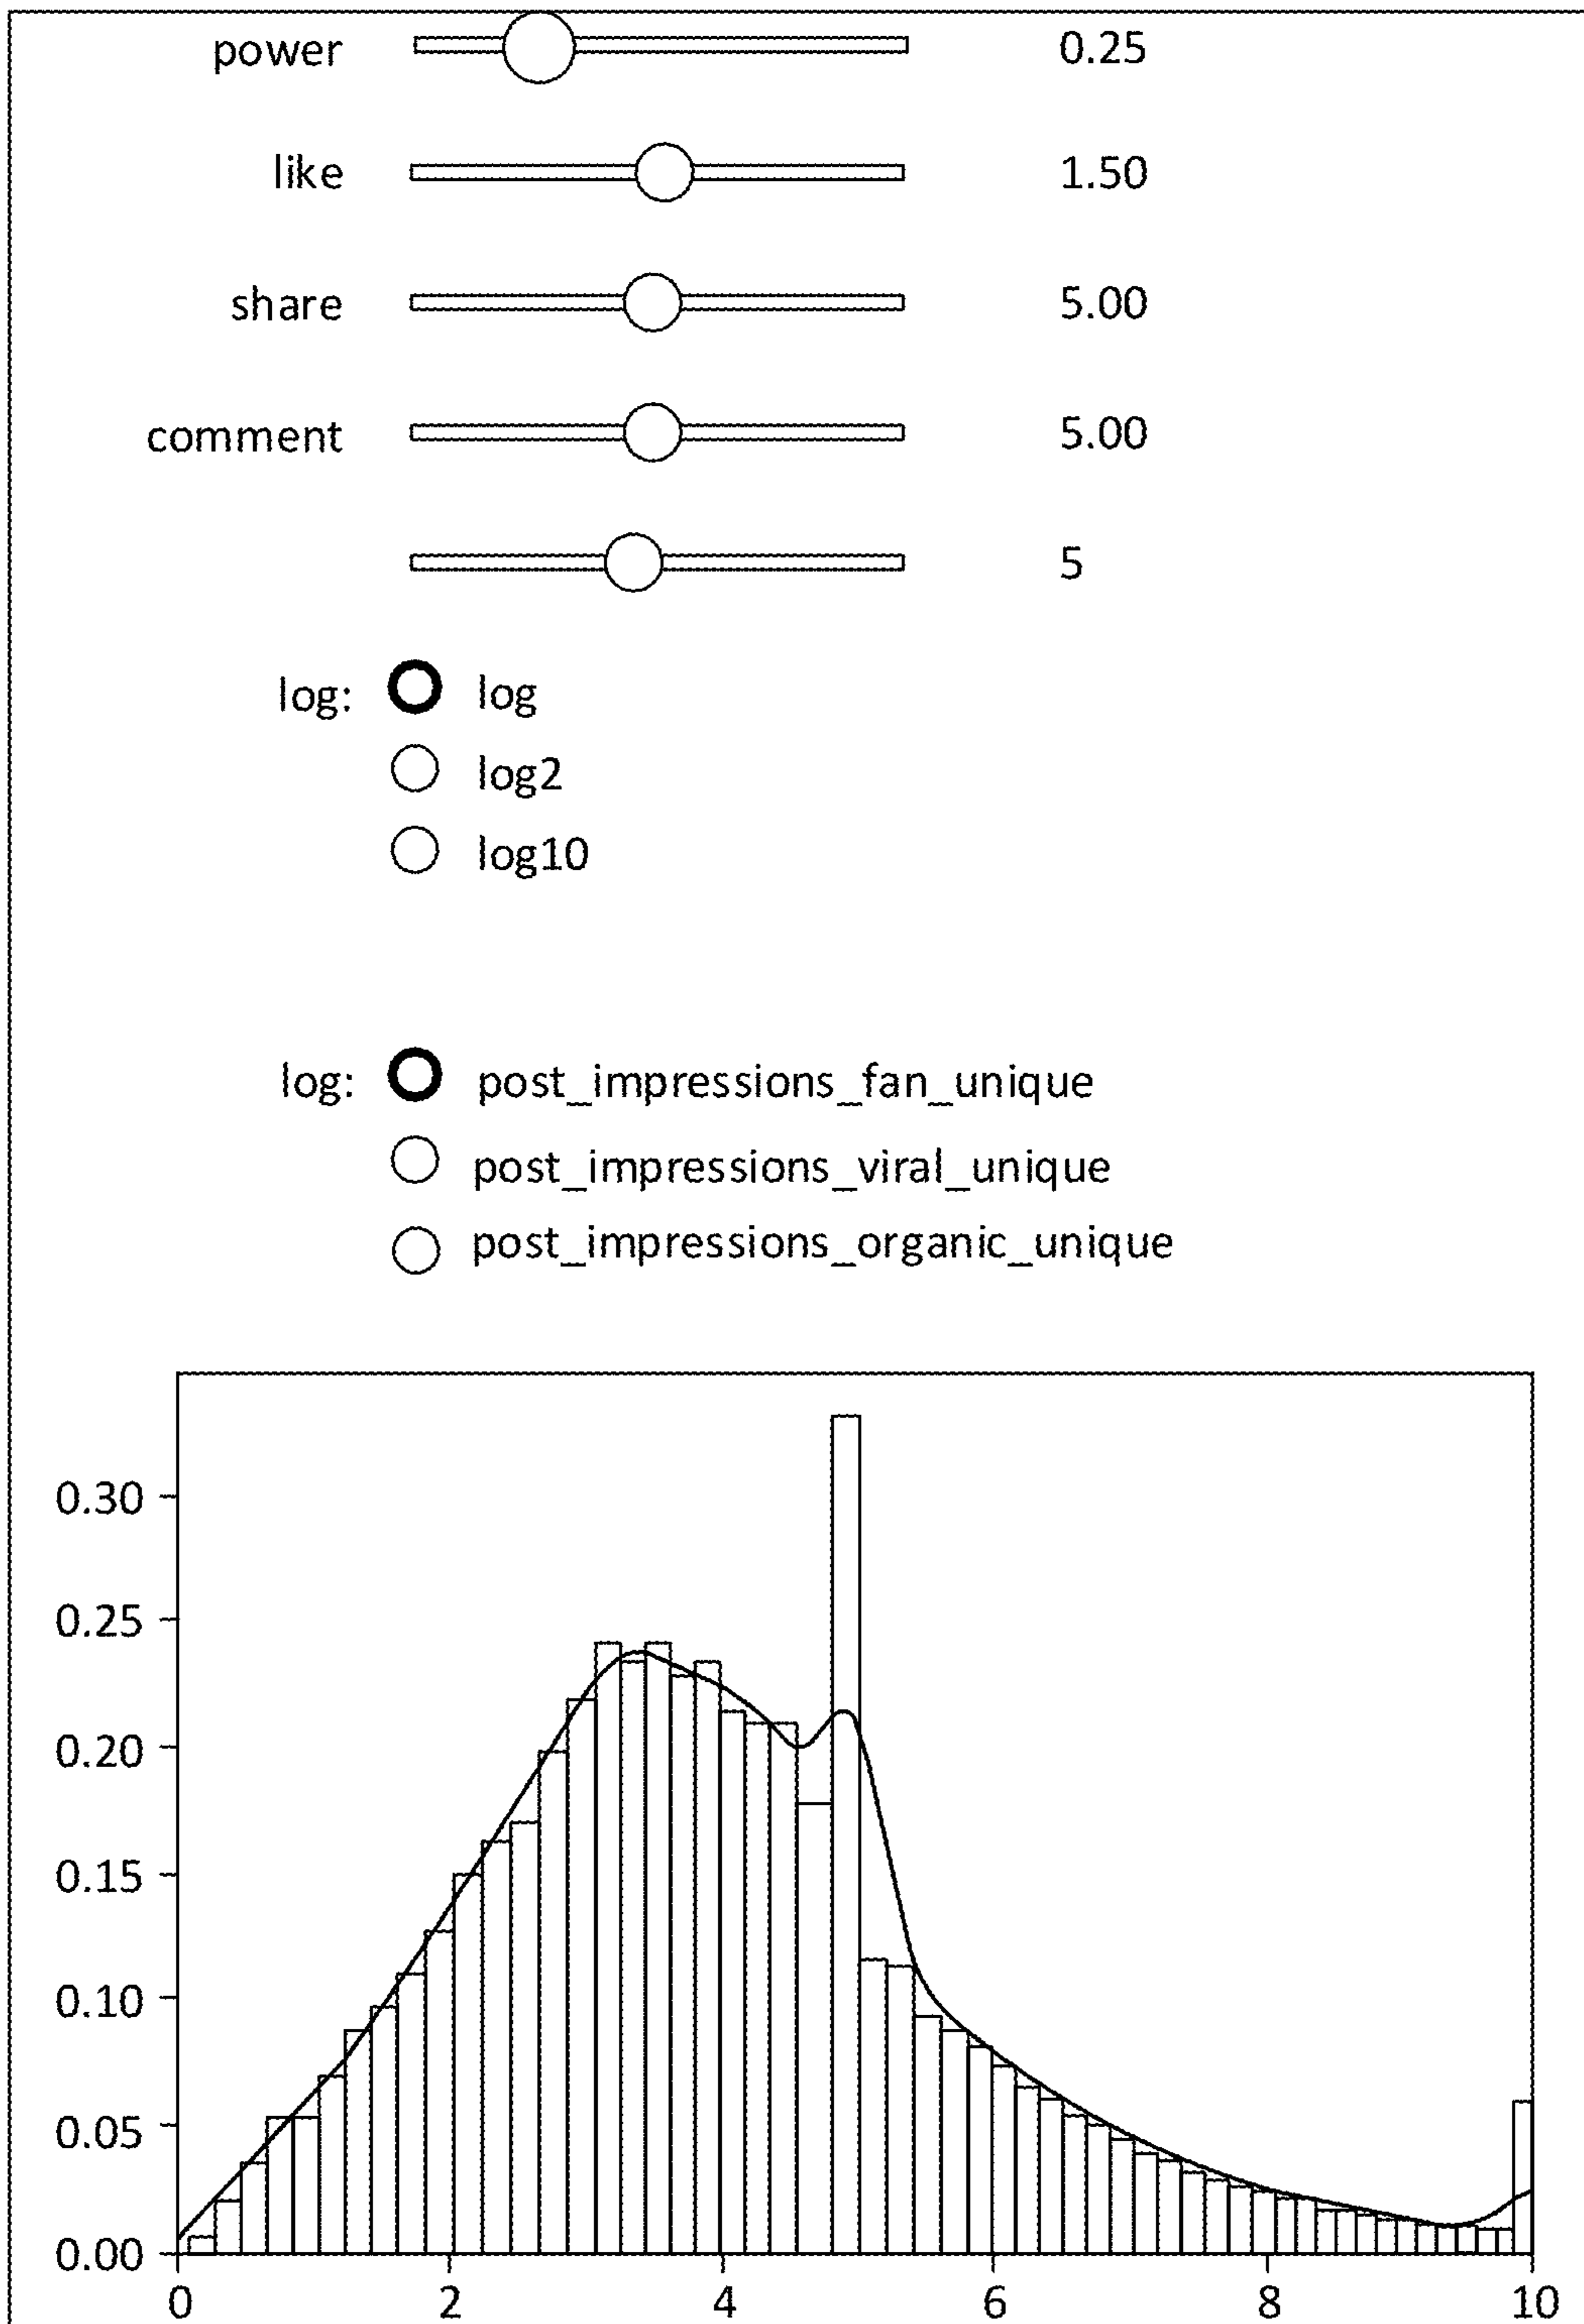 power 0.25
like 1.50
share 5.00
comment 5.00
5
log: log
log2
log10
log: post_impressions_fan_unique
post_impressions_viral_unique
post_impressions_organic_unique
0.30
0.25
0.20
0.15
0.10
0.05
0.00
0 2 4 6 8 10